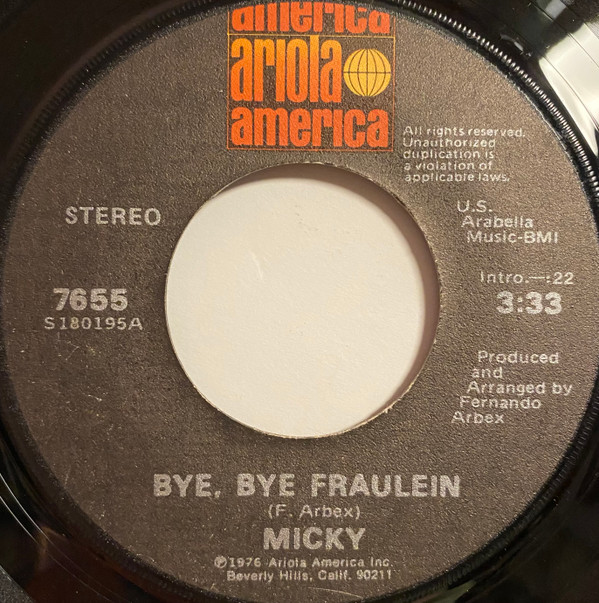 america
ariola
america
All rights reserved.
Unauthorized
duplication is
a violation of
applicable laws.
STEREO
U.S.
Arabella
Music-BMI
Intro.—:22
7655
3:33
S180195A
Produced
and
Arranged by
Fernando
Arbex
BYE, BYE FRAULEIN
(F. Arbex)
MICKY
℗1976 Ariola America Inc.
Beverly Hills, Calif. 90211